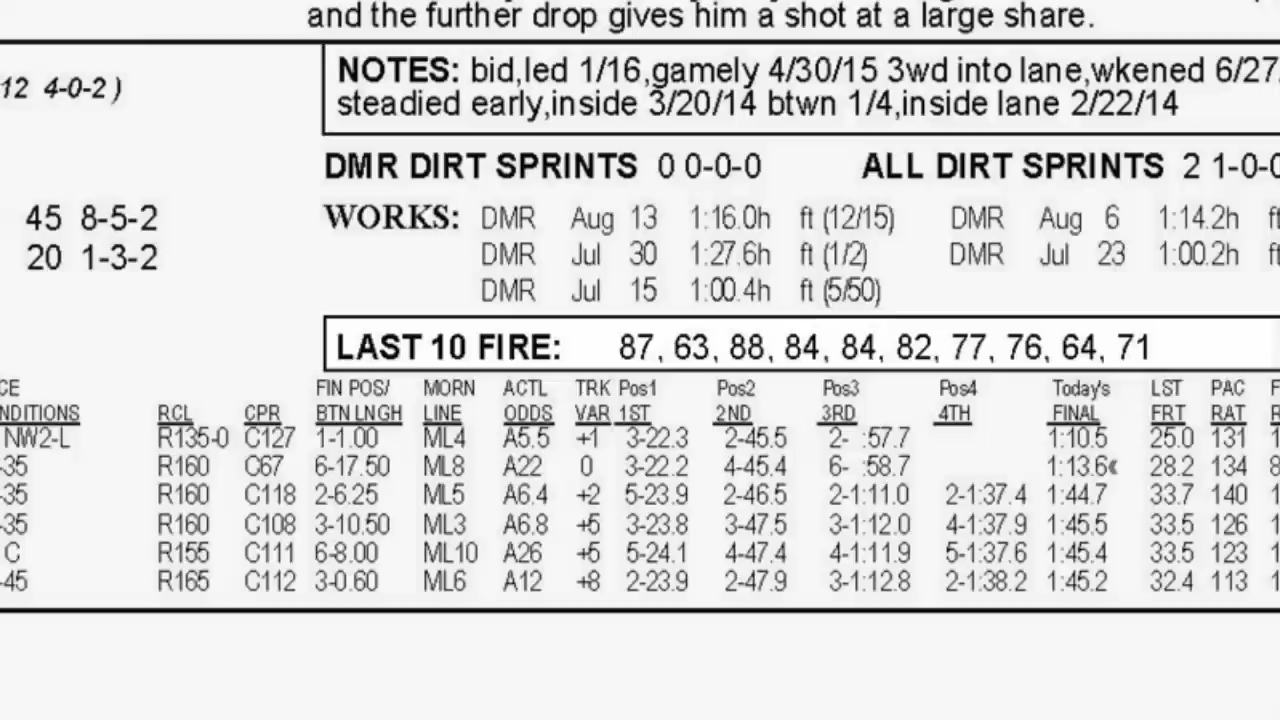 and the further drop gives him a shot at a large share.
12 4-0-2 )
NOTES: bid,led 1/16,gamely 4/30/15 3wd into lane,wkened 6/27/
steadied early,inside 3/20/14 btwn 1/4,inside lane 2/22/14
DMR DIRT SPRINTS 0 0-0-0 ALL DIRT SPRINTS 2 1-0-0
45 8-5-2 WORKS: DMR Aug 13 1:16.0h ft (12/15) DMR Aug 6 1:14.2h ft
20 1-3-2 DMR Jul 30 1:27.6h ft (1/2) DMR Jul 23 1:00.2h ft
DMR Jul 15 1:00.4h ft (5/50)
LAST 10 FIRE: 87, 63, 88, 84, 84, 82, 77, 76, 64, 71
CE FIN POS/ MORN ACTL TRK Pos1 Pos2 Pos3 Pos4 Today's LST PAC F
NDITIONS RCL CPR BTN LNGH LINE ODDS VAR 1ST 2ND 3RD 4TH FINAL FRT RAT
NW2-L R135-0 C127 1-1.00 ML4 A5.5 +1 3-22.3 2-45.5 2- :57.7 1:10.5 25.0 131 1
-35 R160 C67 6-17.50 ML8 A22 0 3-22.2 4-45.4 6- :58.7 1:13.6« 28.2 134 8
-35 R160 C118 2-6.25 ML5 A6.4 +2 5-23.9 2-46.5 2-1:11.0 2-1:37.4 1:44.7 33.7 140 1
-35 R160 C108 3-10.50 ML3 A6.8 +5 3-23.8 3-47.5 3-1:12.0 4-1:37.9 1:45.5 33.5 126 1
C R155 C111 6-8.00 ML10 A26 +5 5-24.1 4-47.4 4-1:11.9 5-1:37.6 1:45.4 33.5 123 1
-45 R165 C112 3-0.60 ML6 A12 +8 2-23.9 2-47.9 3-1:12.8 2-1:38.2 1:45.2 32.4 113 1